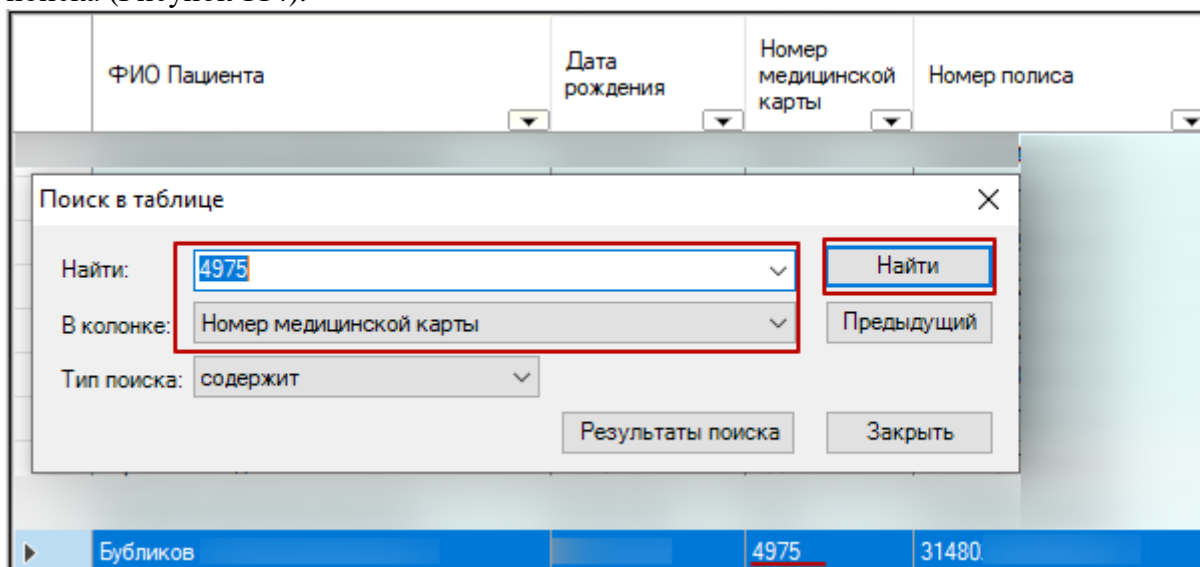 ФИО Пациента
Дата
рождения
Номер
медицинской
карты
Номер полиса
Поиск в таблице
Найти: 4975 Найти
В колонке: Номер медицинской карты Предыдущий
Тип поиска: содержит
Результаты поиска Закрыть
Бубликов 4975 31480